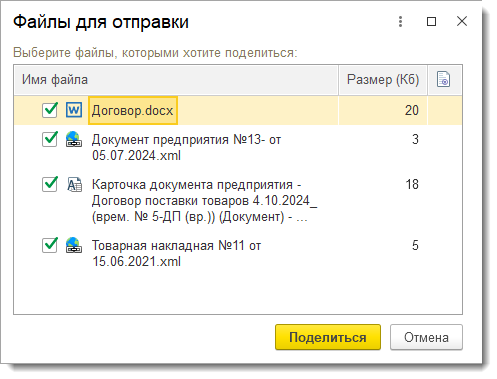 Файлы для отправки
Выберите файлы, которыми хотите поделиться:
Имя файла Размер (Кб)
Договор.docx 20
Документ предприятия №13- от 3
05.07.2024.xml
Карточка документа предприятия - 18
Договор поставки товаров 4.10.2024_
(врем. № 5-ДП (вр.)) (Документ) - ...
Товарная накладная №11 от 5
15.06.2021.xml
Поделиться Отмена